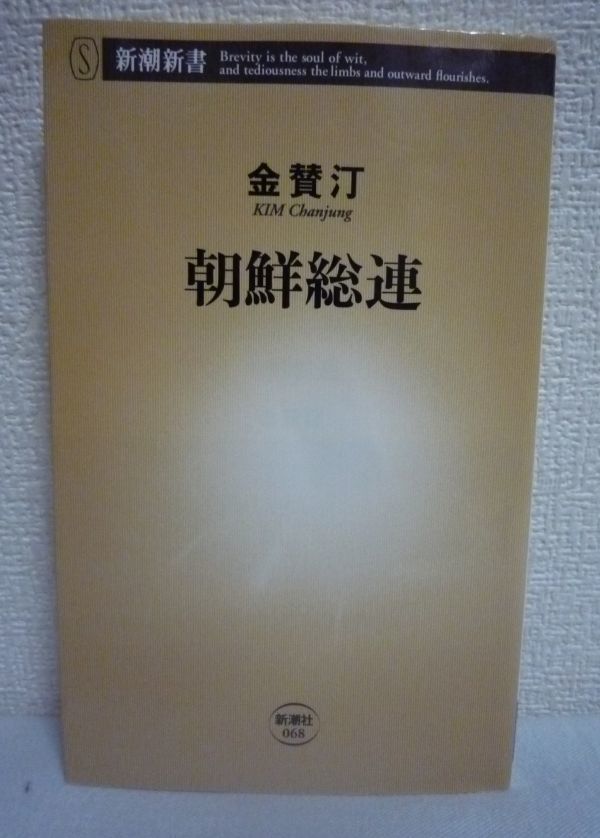 S 新潮新書
Brevity is the soul of wit,
and tediousness the limbs and outward flourishes.
金賛汀
KIM Chanjung
朝鮮総連
新潮社
068